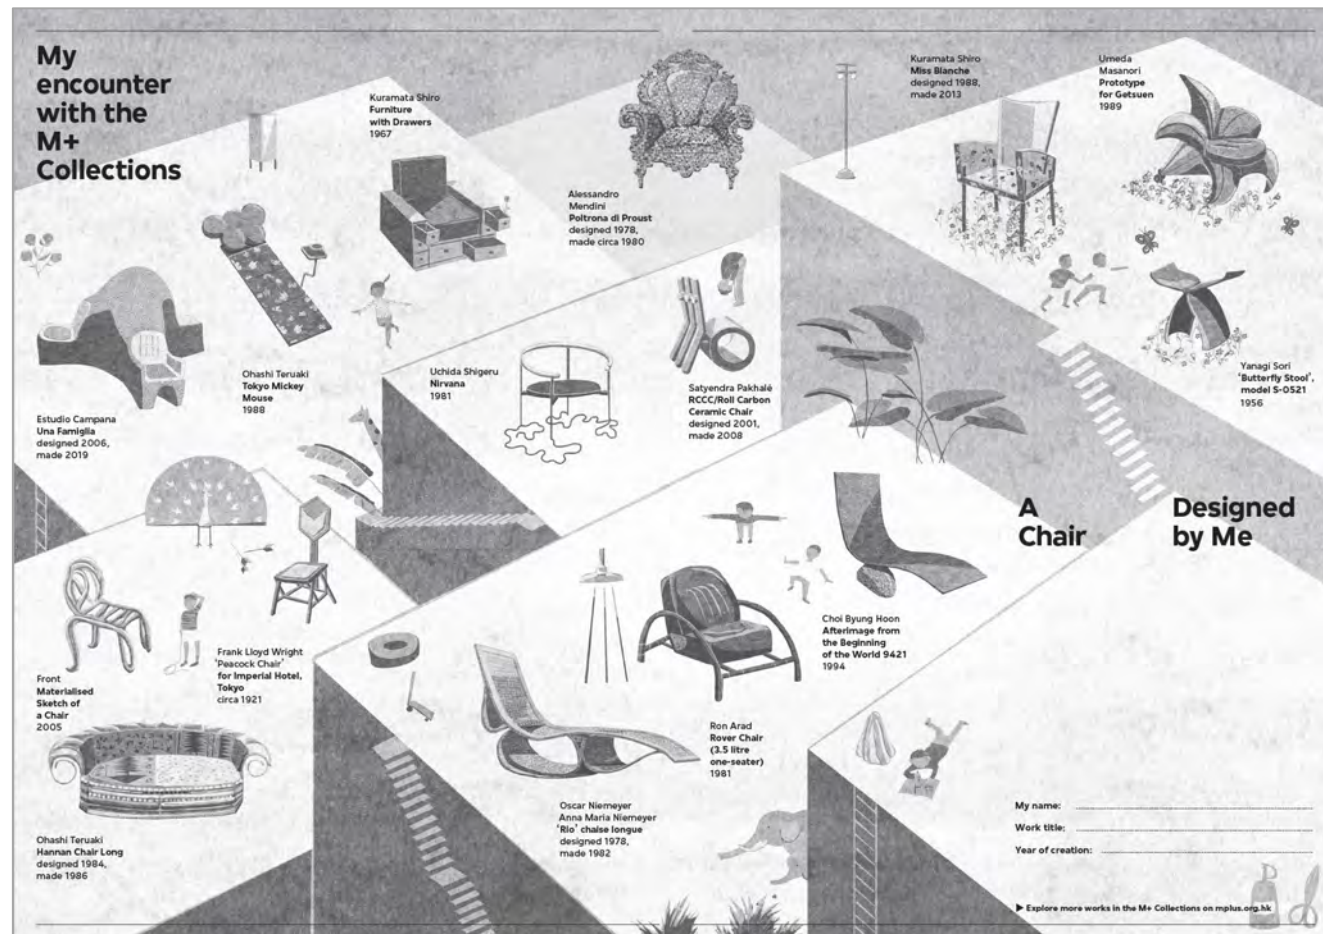 My
encounter
with the
M+
Collections
Kuramata Shiro
Furniture
with Drawers
1967
Alessandro
Mendini
Poltrona di Proust
designed 1978,
made circa 1980
Kuramata Shiro
Miss Blanche
designed 1988,
made 2013
Umeda
Masanori
Prototype
for Getsuen
1989
Estudio Campana
Una Famiglia
designed 2006,
made 2019
Ohashi Teruaki
Tokyo Mickey
Mouse
1988
Uchida Shigeru
Nirvana
1981
Satyendra Pakhalé
RCCC/Roll Carbon
Ceramic Chair
designed 2001,
made 2008
Yanagi Sori
'Butterfly Stool',
model S-0521
1956
Front
Materialised
Sketch of
a Chair
2005
Frank Lloyd Wright
'Peacock Chair'
for Imperial Hotel,
Tokyo
circa 1921
Choi Byung Hoon
Afterimage from
the Beginning
of the World 9421
1994
Ron Arad
Rover Chair
(3.5 litre
one-seater)
1981
Oscar Niemeyer
Anna Maria Niemeyer
'Rio' chaise longue
designed 1978,
made 1982
Ohashi Teruaki
Hannan Chair Long
designed 1984,
made 1986
A Designed
Chair by Me
My name:
Work title:
Year of creation:
▶ Explore more works in the M+ Collections on mplus.org.hk